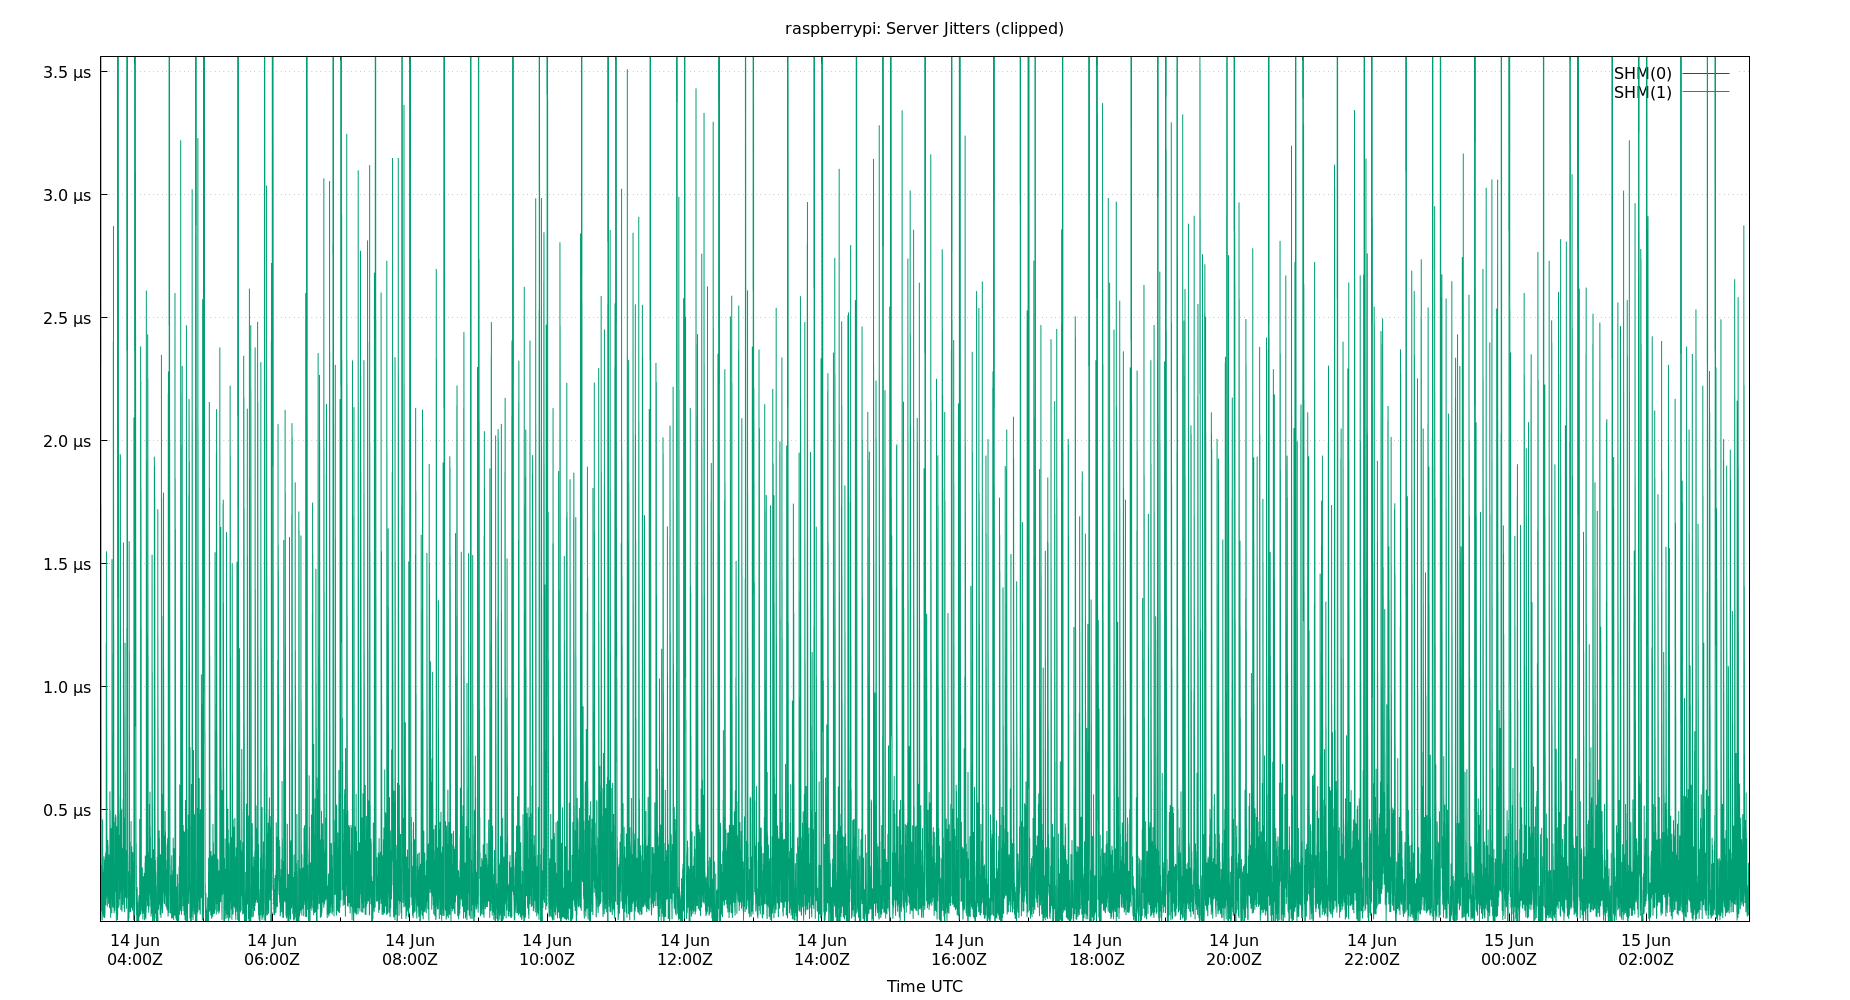 raspberrypi: Server Jitters (clipped)
3.5 µs
SHM(0)
SHM(1)
3.0 µs
2.5 µs
2.0 µs
1.5 µs
1.0 µs
0.5 µs
14 Jun 14 Jun 14 Jun 14 Jun 14 Jun 14 Jun 14 Jun 14 Jun 14 Jun 14 Jun 15 Jun 15 Jun
04:00Z 06:00Z 08:00Z 10:00Z 12:00Z 14:00Z 16:00Z 18:00Z 20:00Z 22:00Z 00:00Z 02:00Z
Time UTC